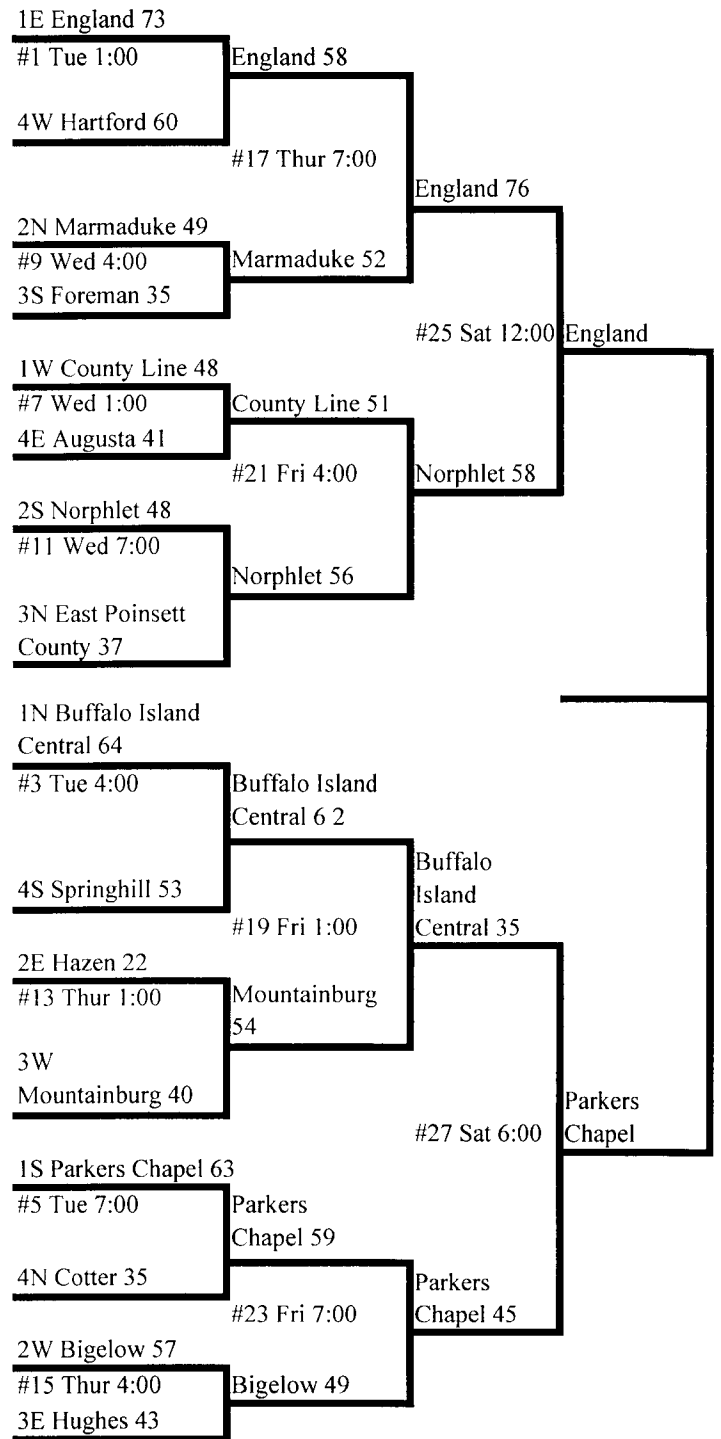 1E England 73
#1 Tue 1:00
England 58
4W Hartford 60
#17 Thur 7:00
England 76
2N Marmaduke 49
#9 Wed 4:00
Marmaduke 52
3S Foreman 35
#25 Sat 12:00
England
1W County Line 48
#7 Wed 1:00
County Line 51
4E Augusta 41
#21 Fri 4:00
Norphlet 58
2S Norphlet 48
#11 Wed 7:00
Norphlet 56
3N East Poinsett
County 37
1N Buffalo Island
Central 64
#3 Tue 4:00
Buffalo Island
Central 6 2
4S Springhill 53
Buffalo
Island
Central 35
#19 Fri 1:00
2E Hazen 22
#13 Thur 1:00
Mountainburg
54
3W
Mountainburg 40
#27 Sat 6:00
Parkers
Chapel
1S Parkers Chapel 63
#5 Tue 7:00
Parkers
Chapel 59
4N Cotter 35
#23 Fri 7:00
Parkers
Chapel 45
2W Bigelow 57
#15 Thur 4:00
Bigelow 49
3E Hughes 43